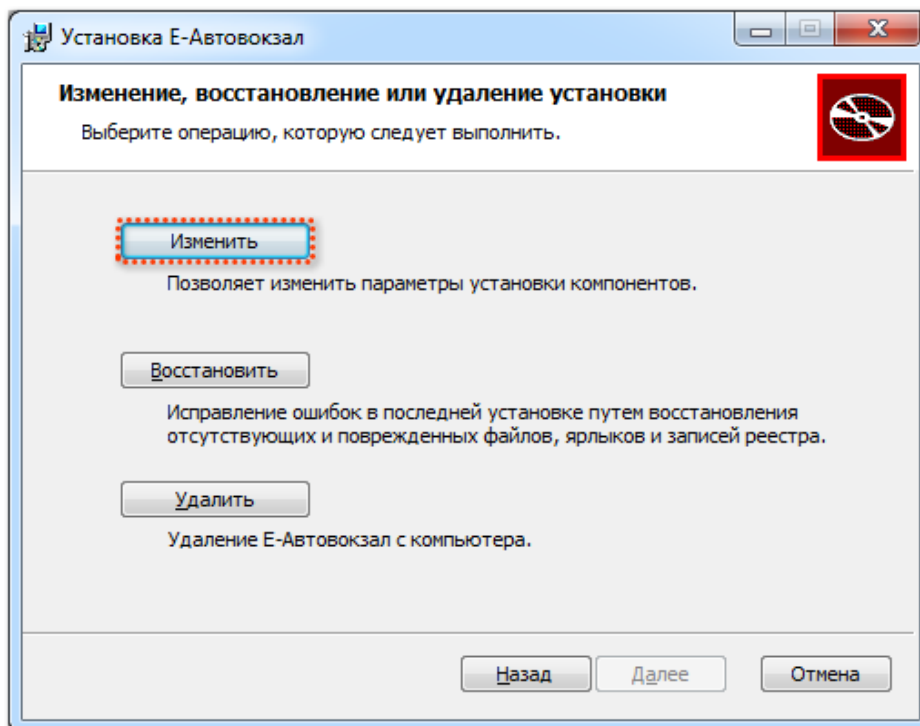 Установка Е-Автовокзал
Изменение, восстановление или удаление установки
Выберите операцию, которую следует выполнить.
Изменить
Позволяет изменить параметры установки компонентов.
Восстановить
Исправление ошибок в последней установке путем восстановления
отсутствующих и поврежденных файлов, ярлыков и записей реестра.
Удалить
Удаление Е-Автовокзал с компьютера.
Назад Далее Отмена